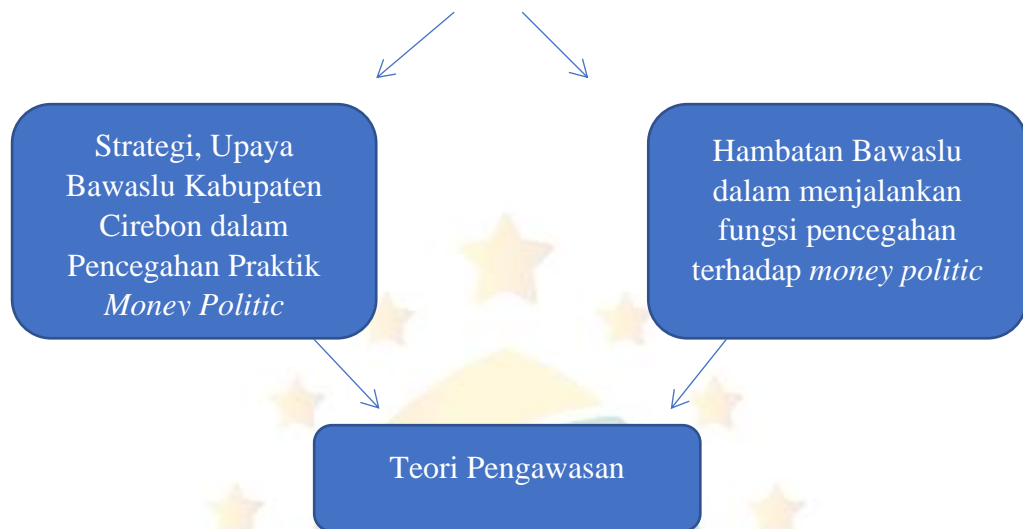 Strategi, Upaya
Bawaslu Kabupaten
Cirebon dalam
Pencegahan Praktik
Money Politic
Hambatan Bawaslu
dalam menjalankan
fungsi pencegahan
terhadap money politic
Teori Pengawasan